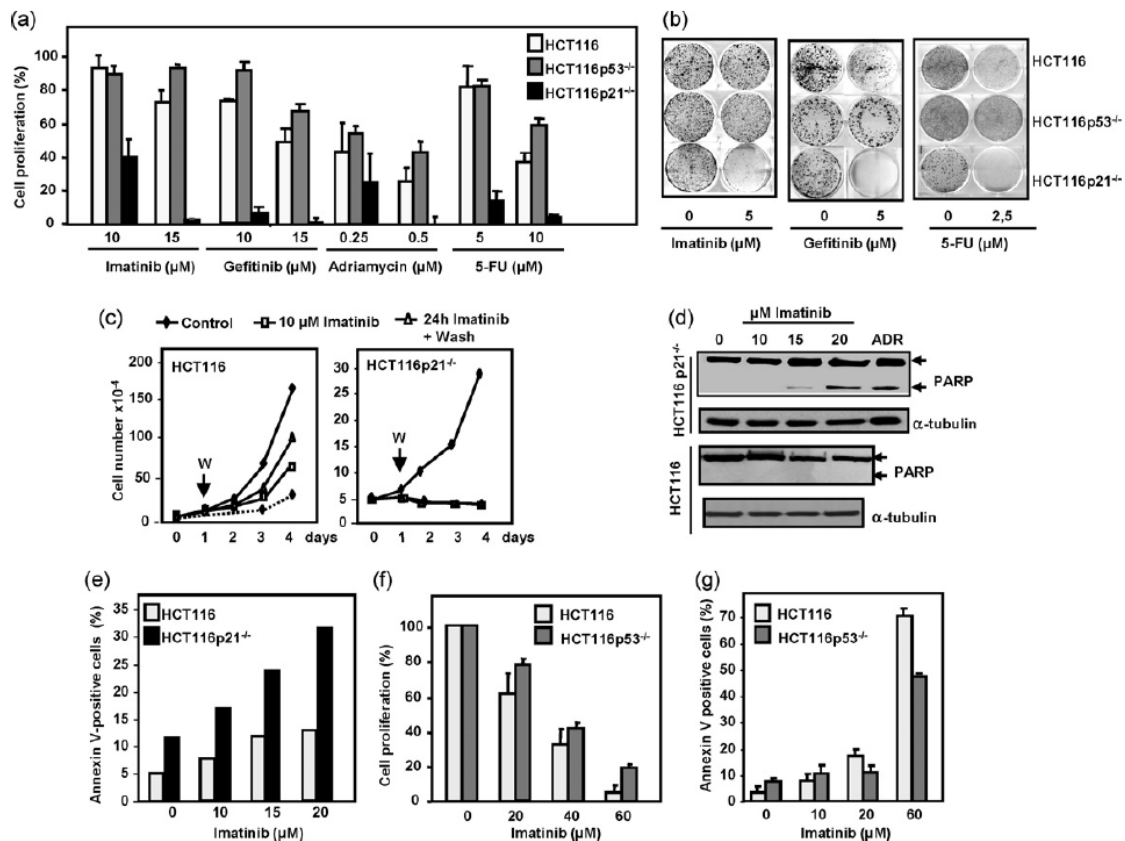 (a)
Cell proliferation (%)
100
80
60
40
20
0
HCT116
HCT116p53-/-
HCT116p21-/-
10 15 10 15 0.25 0.5 5 10
Imatinib (µM) Gefitinib (µM) Adriamycin (µM) 5-FU (µM)
(b)
HCT116
HCT116p53-/-
HCT116p21-/-
0 5 0 5 0 2,5
Imatinib (µM) Gefitinib (µM) 5-FU (µM)
(c)
Control 10 µM Imatinib 24h Imatinib
+ Wash
Cell number x10-4
200
150
100
50
0
HCT116
W
0 1 2 3 4 days
30
25
20
15
10
5
0
HCT116p21-/-
W
0 1 2 3 4 days
(d)
µM Imatinib
0 10 15 20 ADR
HCT116 p21-/-
PARP
α-tubulin
HCT116
PARP
α-tubulin
(e)
Annexin V-positive cells (%)
35
30
25
20
15
10
5
0
HCT116
HCT116p21-/-
0 10 15 20
Imatinib (µM)
(f)
Cell proliferation (%)
100
80
60
40
20
0
HCT116
HCT116p53-/-
0 20 40 60
Imatinib (µM)
(g)
Annexin V positive cells (%)
70
60
50
40
30
20
10
0
HCT116
HCT116p53-/-
0 10 20 60
Imatinib (µM)